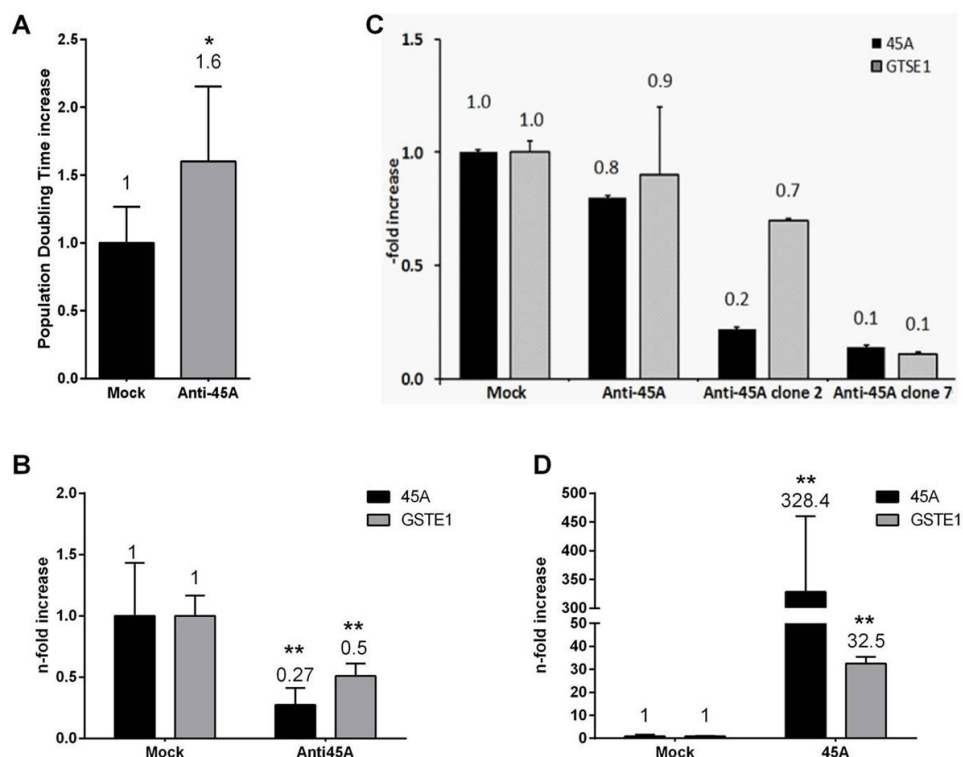 A
Population Doubling Time increase
2.5
2.0
1.5
1.0
0.5
0.0
1
*
1.6
Mock Anti-45A
C
-fold increase
1.5
1.0
0.5
0.0
45A
GTSE1
1.0 1.0
0.8 0.9
0.2 0.7
0.1 0.1
Mock Anti-45A Anti-45A clone 2 Anti-45A clone 7
B
n-fold increase
2.0
1.5
1.0
0.5
0.0
45A
GSTE1
1 1
** **
0.27 0.5
Mock Anti45A
D
n-fold increase
500
450
400
350
300
50
40
30
20
10
0
45A
GSTE1
1 1
**
328.4
**
32.5
Mock 45A